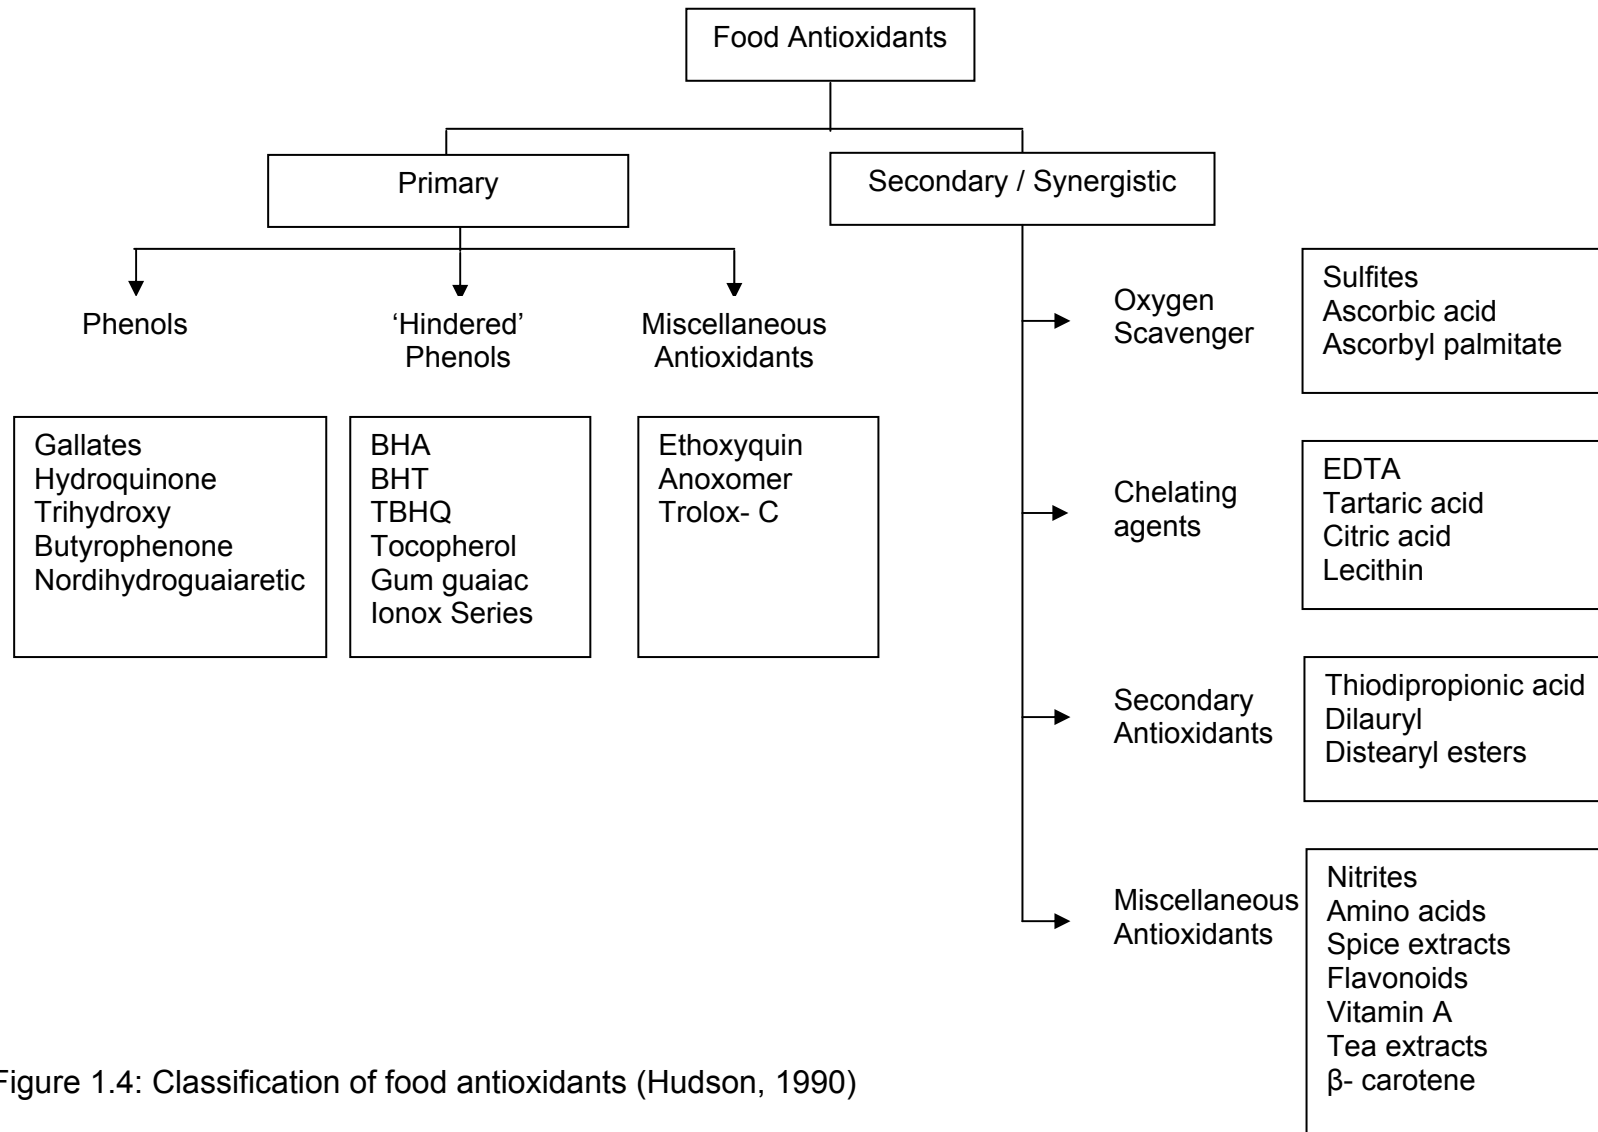 Food Antioxidants
Primary
Secondary / Synergistic
Phenols
‘Hindered’
Phenols
Miscellaneous
Antioxidants
Gallates
Hydroquinone
Trihydroxy
Butyrophenone
Nordihydroguaiaretic
BHA
BHT
TBHQ
Tocopherol
Gum guaiac
Ionox Series
Ethoxyquin
Anoxomer
Trolox- C
Oxygen
Scavenger
Sulfites
Ascorbic acid
Ascorbyl palmitate
Chelating
agents
EDTA
Tartaric acid
Citric acid
Lecithin
Secondary
Antioxidants
Thiodipropionic acid
Dilauryl
Distearyl esters
Miscellaneous
Antioxidants
Nitrites
Amino acids
Spice extracts
Flavonoids
Vitamin A
Tea extracts
β- carotene
Figure 1.4: Classification of food antioxidants (Hudson, 1990)